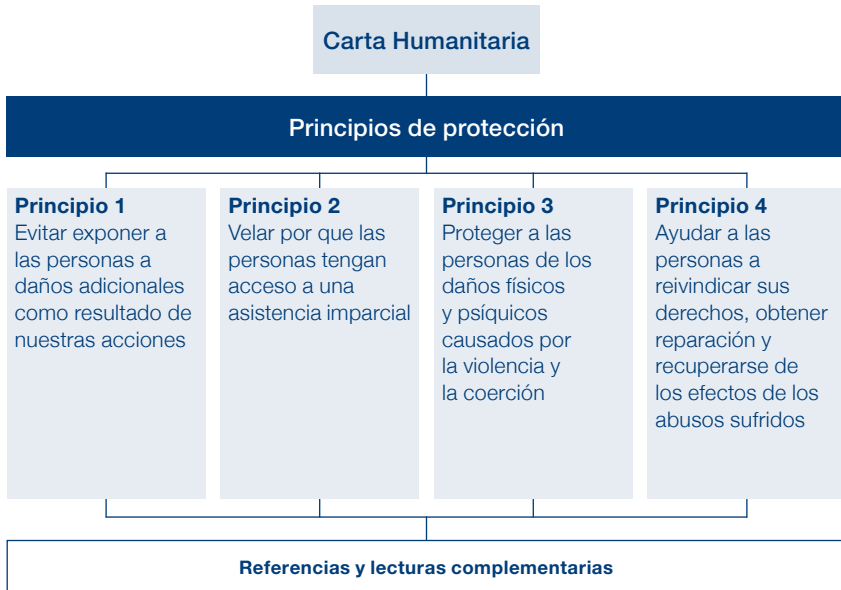 Carta Humanitaria
Principios de protección
Principio 1
Evitar exponer a
las personas a
daños adicionales
como resultado de
nuestras acciones
Principio 2
Velar por que las
personas tengan
acceso a una
asistencia imparcial
Principio 3
Proteger a las
personas de los
daños físicos
y psíquicos
causados por
la violencia y
la coerción
Principio 4
Ayudar a las
personas a
reivindicar sus
derechos, obtener
reparación y
recuperarse de
los efectos de los
abusos sufridos
Referencias y lecturas complementarias